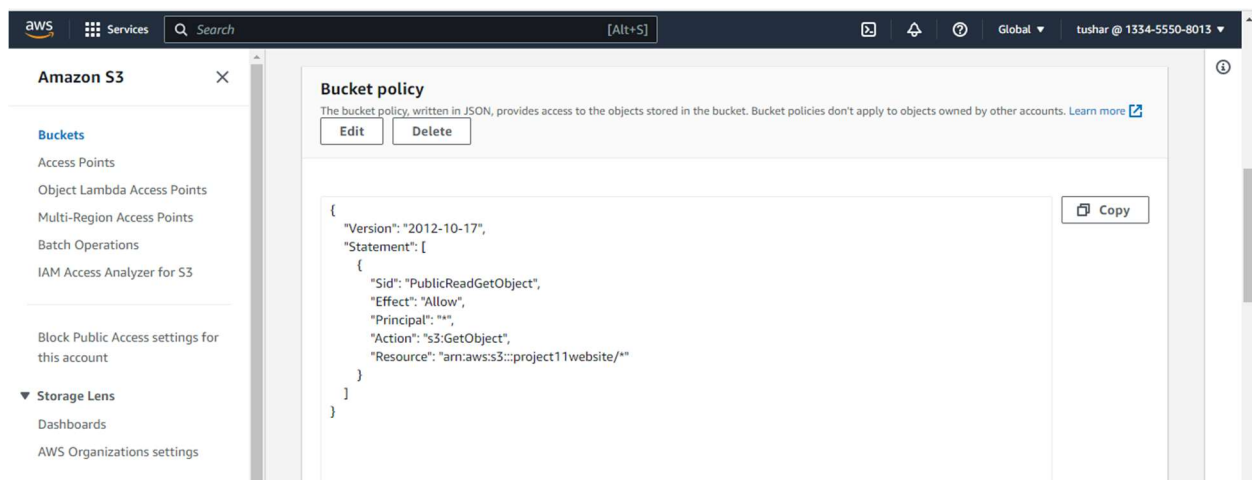 aws
Services
Search
[Alt+S]
Global ▼
tushar @ 1334-5550-8013 ▼
Amazon S3
Buckets
Access Points
Object Lambda Access Points
Multi-Region Access Points
Batch Operations
IAM Access Analyzer for S3
Block Public Access settings for
this account
▼ Storage Lens
Dashboards
AWS Organizations settings
Bucket policy
The bucket policy, written in JSON, provides access to the objects stored in the bucket. Bucket policies don't apply to objects owned by other accounts. Learn more
Edit
Delete
Copy
{
"Version": "2012-10-17",
"Statement": [
{
"Sid": "PublicReadGetObject",
"Effect": "Allow",
"Principal": "*",
"Action": "s3:GetObject",
"Resource": "arn:aws:s3:::project11website/*"
}
]
}